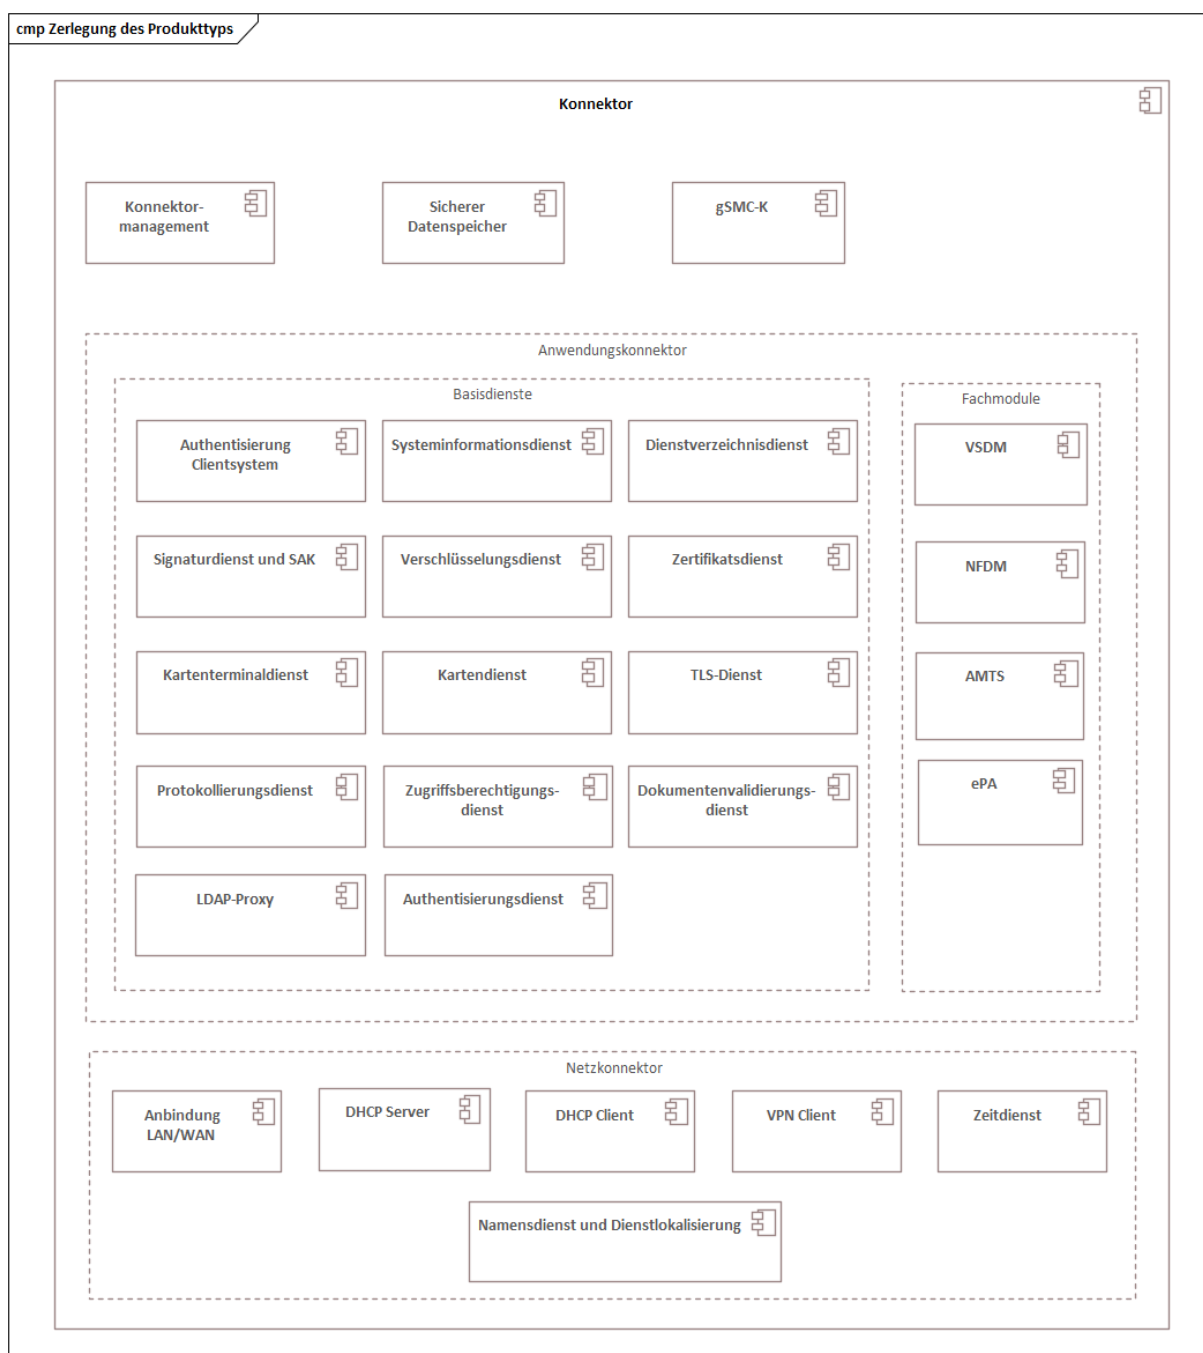 cmp Zerlegung des Produkttyps
Konnektor
Konnektor-
management
Sicherer
Datenspeicher
gSMC-K
Anwendungskonnektor
Basisdienste
Authentisierung
Clientsystem
Systeminformationsdienst
Dienstverzeichnisdienst
Signaturdienst und SAK
Verschlüsselungsdienst
Zertifikatsdienst
Kartenterminaldienst
Kartendienst
TLS-Dienst
Protokollierungsdienst
Zugriffsberechtigungs-
dienst
Dokumentenvalidierungs-
dienst
LDAP-Proxy
Authentisierungsdienst
Fachmodule
VSDM
NFDM
AMTS
ePA
Netzkonnektor
Anbindung
LAN/WAN
DHCP Server
DHCP Client
VPN Client
Zeitdienst
Namensdienst und Dienstlokalisierung